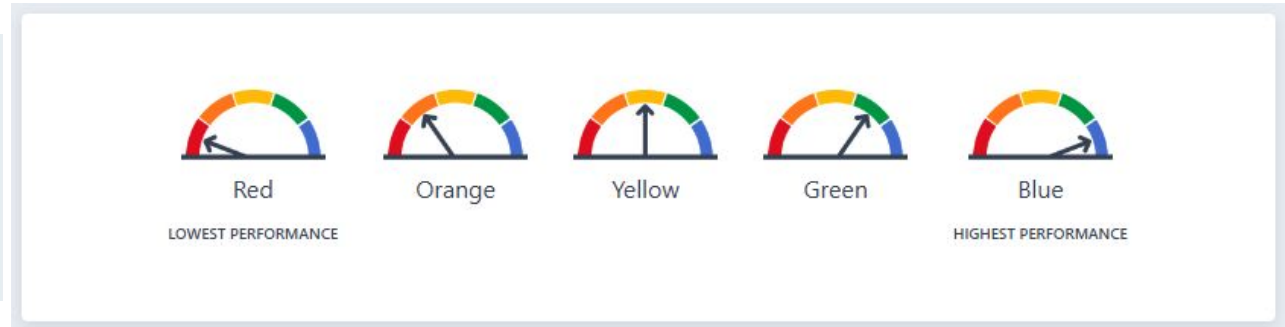 Red
Orange
Yellow
Green
Blue
LOWEST PERFORMANCE
HIGHEST PERFORMANCE